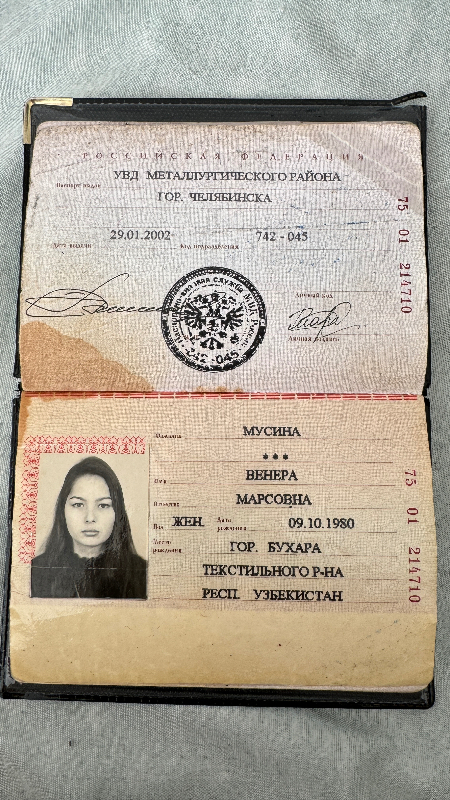 РОССИЙСКАЯ ФЕДЕРАЦИЯ
Паспорт выдан УВД МЕТАЛЛУРГИЧЕСКОГО РАЙОНА
ГОР. ЧЕЛЯБИНСКА
Дата выдачи 29.01.2002 Код подразделения 742-045
Личный код
Личная подпись
742-045
75 01 214710
Фамилия МУСИНА
***
Имя ВЕНЕРА
Отчество МАРСОВНА
Пол ЖЕН. Дата рождения 09.10.1980
Место рождения ГОР. БУХАРА
ТЕКСТИЛЬНОГО Р-НА
РЕСП. УЗБЕКИСТАН
75 01 214710